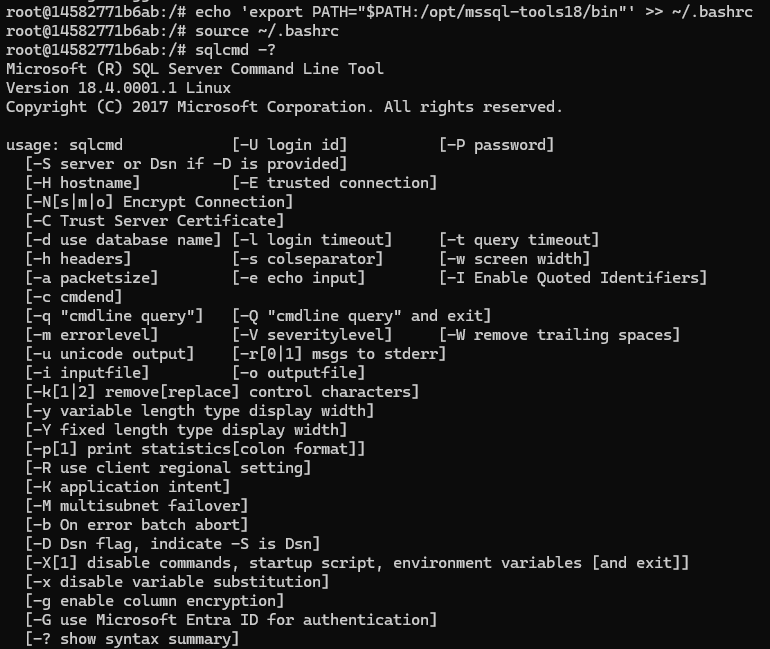 root@14582771b6ab:/# echo 'export PATH="$PATH:/opt/mssql-tools18/bin"' >> ~/.bashrc
root@14582771b6ab:/# source ~/.bashrc
root@14582771b6ab:/# sqlcmd -?
Microsoft (R) SQL Server Command Line Tool
Version 18.4.0001.1 Linux
Copyright (C) 2017 Microsoft Corporation. All rights reserved.

usage: sqlcmd            [-U login id]          [-P password]
  [-S server or Dsn if -D is provided]
  [-H hostname]          [-E trusted connection]
  [-N[s|m|o] Encrypt Connection]
  [-C Trust Server Certificate]
  [-d use database name] [-l login timeout]     [-t query timeout]
  [-h headers]           [-s colseparator]      [-w screen width]
  [-a packetsize]        [-e echo input]        [-I Enable Quoted Identifiers]
  [-c cmdend]
  [-q "cmdline query"]   [-Q "cmdline query" and exit]
  [-m errorlevel]        [-V severitylevel]     [-W remove trailing spaces]
  [-u unicode output]    [-r[0|1] msgs to stderr]
  [-i inputfile]         [-o outputfile]
  [-k[1|2] remove[replace] control characters]
  [-y variable length type display width]
  [-Y fixed length type display width]
  [-p[1] print statistics[colon format]]
  [-R use client regional setting]
  [-K application intent]
  [-M multisubnet failover]
  [-b On error batch abort]
  [-D Dsn flag, indicate -S is Dsn]
  [-X[1] disable commands, startup script, environment variables [and exit]]
  [-x disable variable substitution]
  [-g enable column encryption]
  [-G use Microsoft Entra ID for authentication]
  [-? show syntax summary]